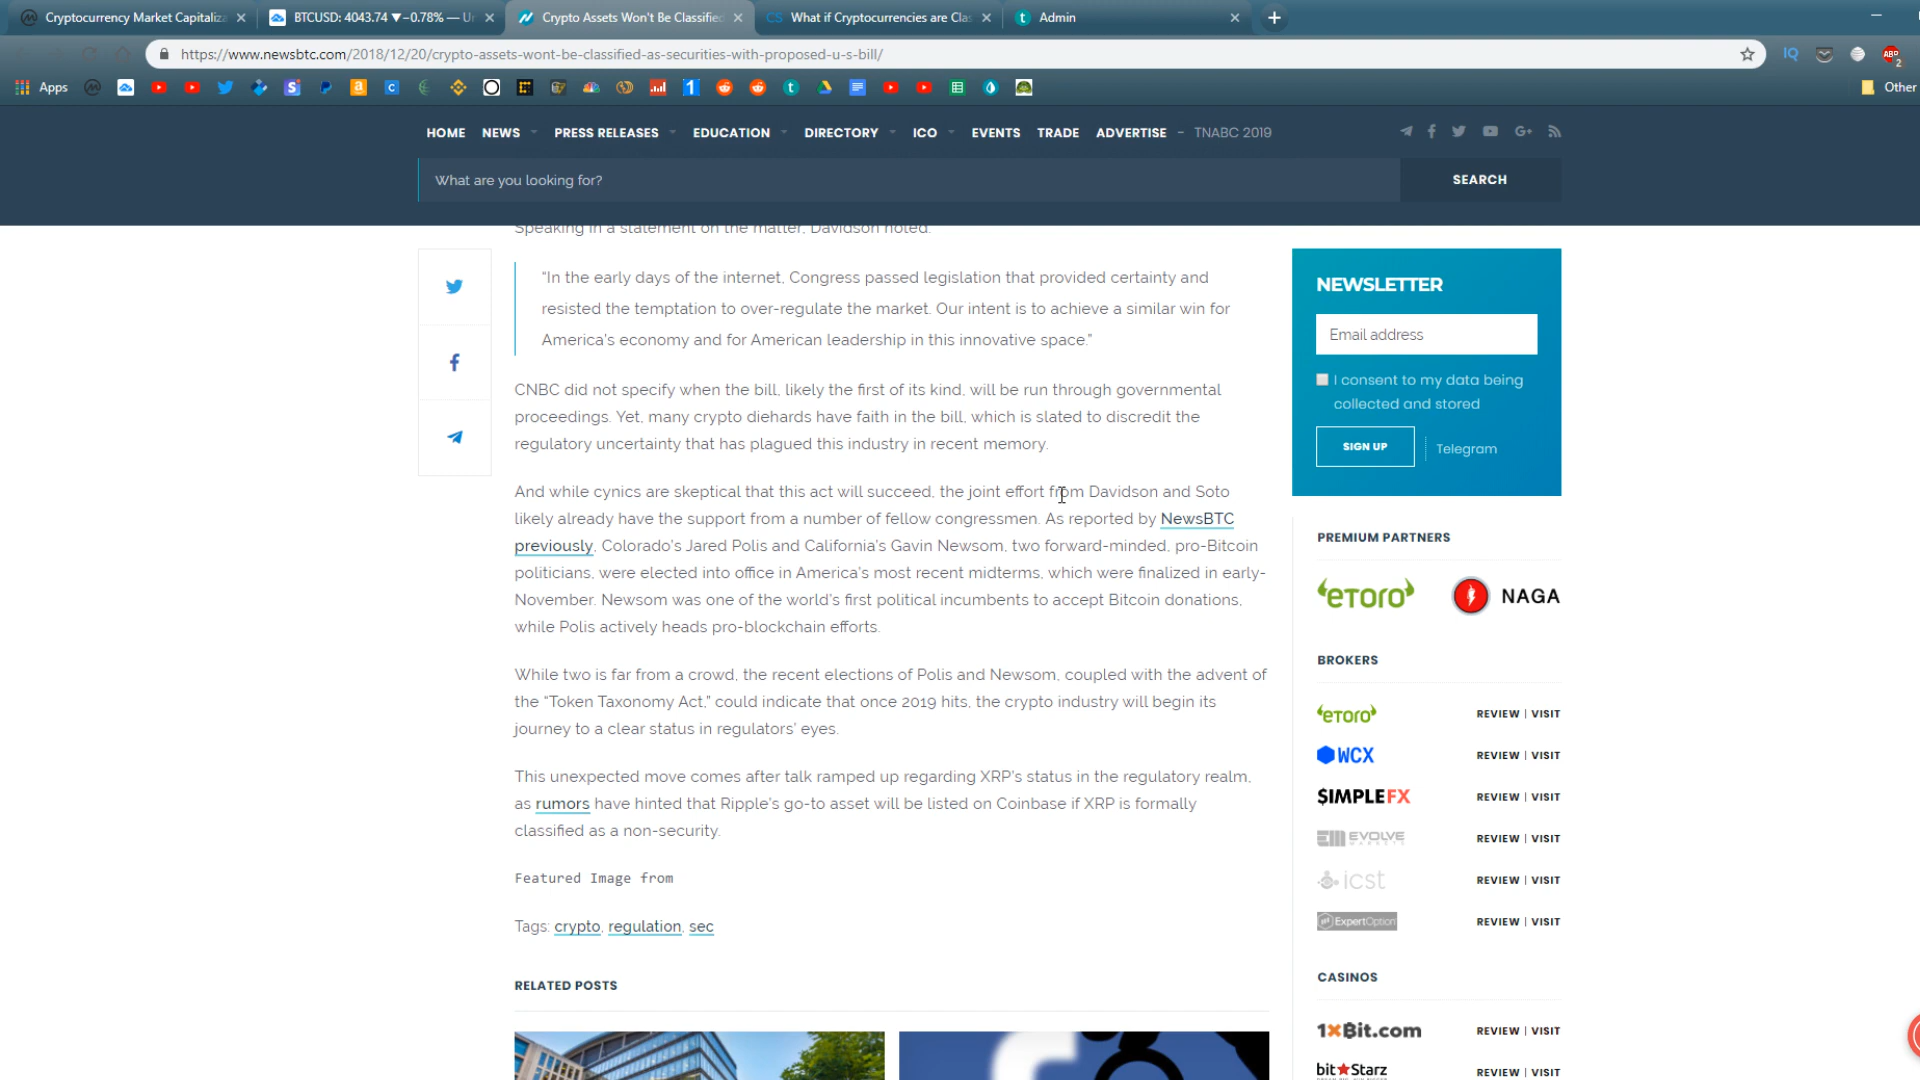 Cryptocurrency Market Capitaliza
BTCUSD: 4043.74 ▼−0.78% — Un
Crypto Assets Won't Be Classified
CS What if Cryptocurrencies are Clas
t Admin
https://www.newsbtc.com/2018/12/20/crypto-assets-wont-be-classified-as-securities-with-proposed-u-s-bill/
IQ
ABP
2
Apps
Other
HOME NEWS PRESS RELEASES EDUCATION DIRECTORY ICO EVENTS TRADE ADVERTISE – TNABC 2019
What are you looking for?
SEARCH
Speaking in a statement on the matter, Davidson noted:
“In the early days of the internet, Congress passed legislation that provided certainty and
resisted the temptation to over-regulate the market. Our intent is to achieve a similar win for
America’s economy and for American leadership in this innovative space.”
CNBC did not specify when the bill, likely the first of its kind, will be run through governmental
proceedings. Yet, many crypto diehards have faith in the bill, which is slated to discredit the
regulatory uncertainty that has plagued this industry in recent memory.
And while cynics are skeptical that this act will succeed, the joint effort from Davidson and Soto
likely already have the support from a number of fellow congressmen. As reported by NewsBTC
previously, Colorado’s Jared Polis and California’s Gavin Newsom, two forward-minded, pro-Bitcoin
politicians, were elected into office in America’s most recent midterms, which were finalized in early-
November. Newsom was one of the world’s first political incumbents to accept Bitcoin donations,
while Polis actively heads pro-blockchain efforts.
While two is far from a crowd, the recent elections of Polis and Newsom, coupled with the advent of
the “Token Taxonomy Act,” could indicate that once 2019 hits, the crypto industry will begin its
journey to a clear status in regulators’ eyes.
This unexpected move comes after talk ramped up regarding XRP’s status in the regulatory realm,
as rumors have hinted that Ripple’s go-to asset will be listed on Coinbase if XRP is formally
classified as a non-security.
Featured Image from
Tags: crypto, regulation, sec
RELATED POSTS
NEWSLETTER
Email address
I consent to my data being
collected and stored
SIGN UP
Telegram
PREMIUM PARTNERS
eToro
NAGA
BROKERS
eToro REVIEW | VISIT
WCX REVIEW | VISIT
SIMPLEFX REVIEW | VISIT
EVOLVE MARKETS REVIEW | VISIT
icst REVIEW | VISIT
ExpertOption REVIEW | VISIT
CASINOS
1XBit.com REVIEW | VISIT
bitStarz REVIEW | VISIT